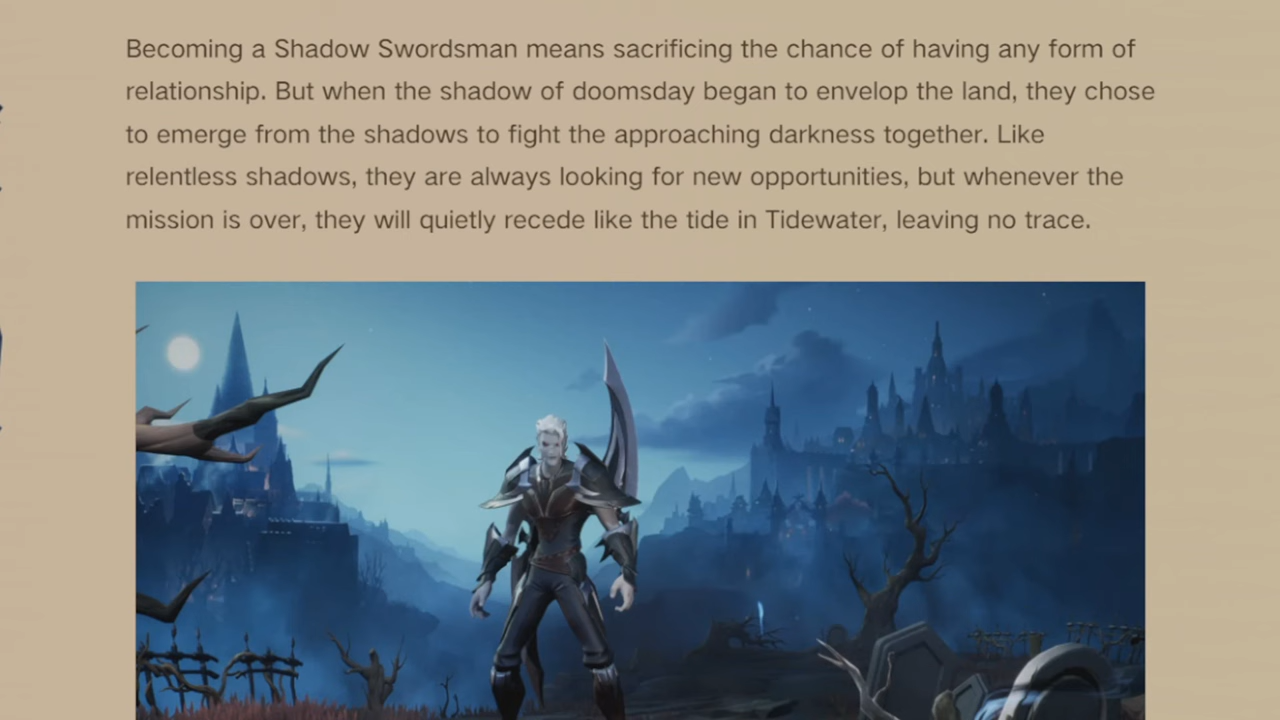 Becoming a Shadow Swordsman means sacrificing the chance of having any form of
relationship. But when the shadow of doomsday began to envelop the land, they chose
to emerge from the shadows to fight the approaching darkness together. Like
relentless shadows, they are always looking for new opportunities, but whenever the
mission is over, they will quietly recede like the tide in Tidewater, leaving no trace.